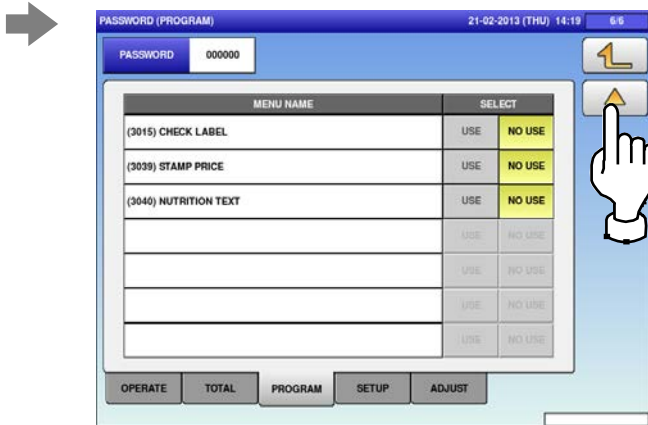 PASSWORD (PROGRAM) 21-02-2013 (THU) 14:19 6/6
PASSWORD 000000
MENU NAME SELECT
(3015) CHECK LABEL USE NO USE
(3039) STAMP PRICE USE NO USE
(3040) NUTRITION TEXT USE NO USE
USE NO USE
USE NO USE
USE NO USE
USE NO USE
OPERATE TOTAL PROGRAM SETUP ADJUST